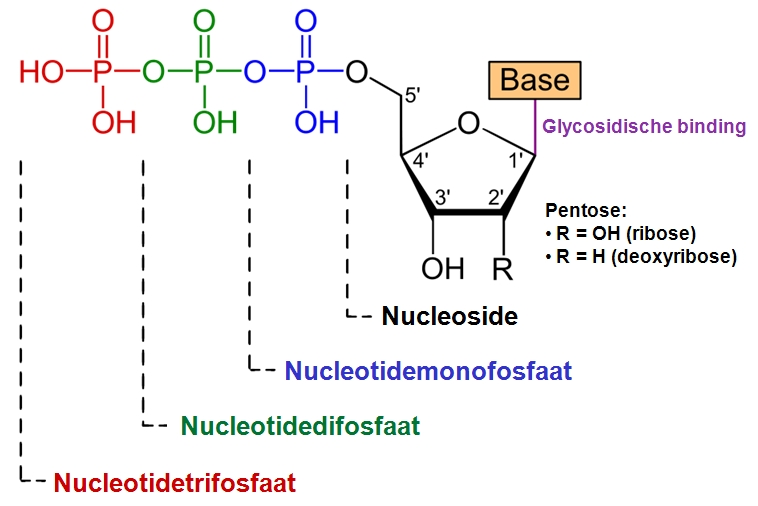 O O O
HO P O P O P O
OH OH OH
5'
Base
Glycosidische binding
O
4' 1'
3' 2'
OH R
Pentose:
• R = OH (ribose)
• R = H (deoxyribose)
Nucleoside
Nucleotidemonofosfaat
Nucleotidedifosfaat
Nucleotidetrifosfaat